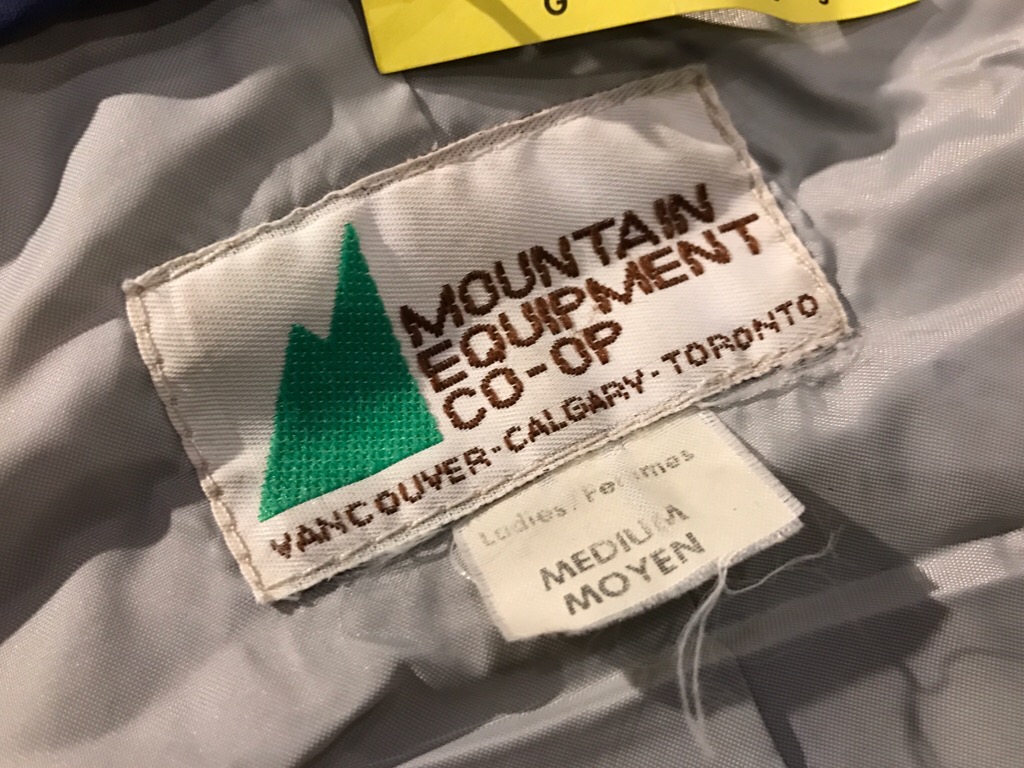 G
MOUNTAIN
EQUIPMENT
CO-OP
VANCOUVER-CALGARY-TORONTO
Ladies/Femmes
MEDIUM
MOYEN